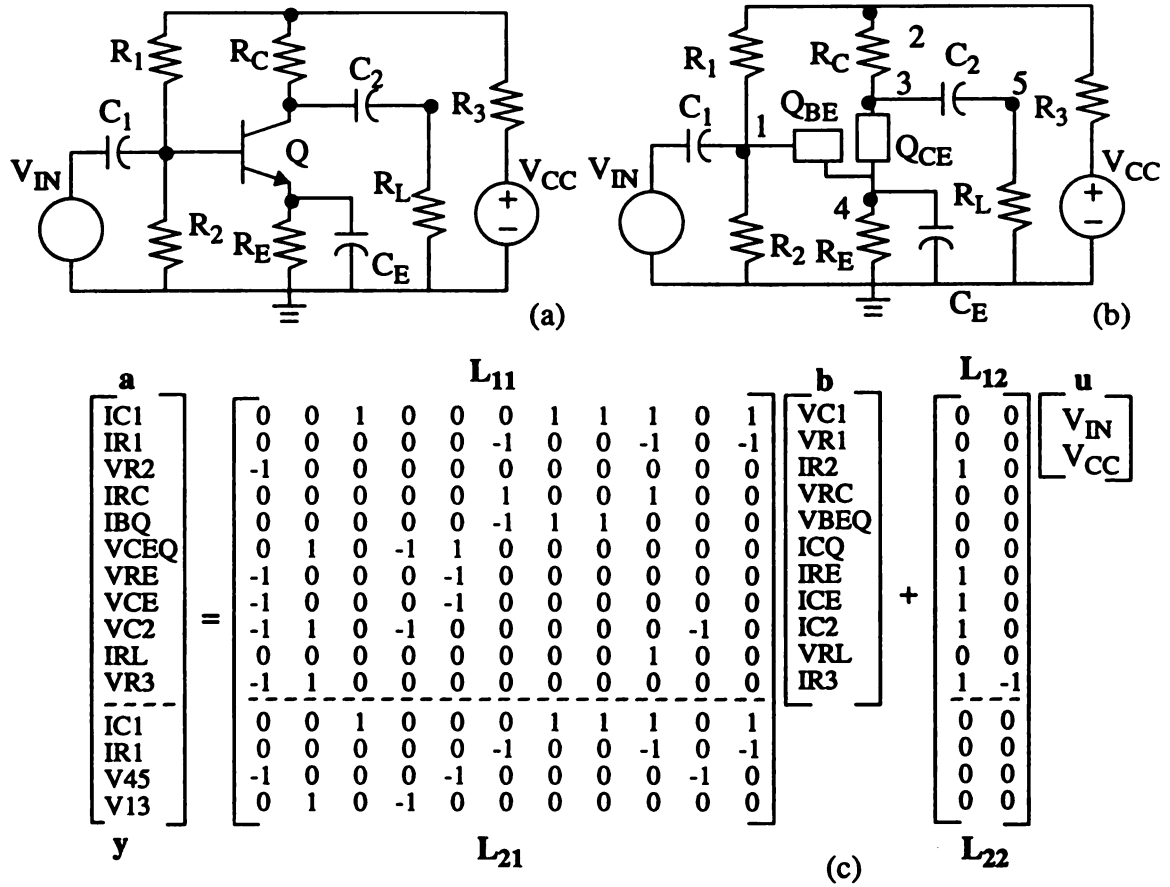 R1 RC C2 R3
C1 Q
VIN RL VCC
+
−
R2 RE CE
(a)
R1 RC 2 C2 5 R3
3
C1 1 QBE QCE
VIN RL VCC
+
−
4
R2 RE
CE
(b)
a L11 b L12 u
IC1 0 0 1 0 0 0 1 1 1 0 1 VC1 0 0 VIN
IR1 0 0 0 0 0 -1 0 0 -1 0 -1 VR1 0 0 VCC
VR2 -1 0 0 0 0 0 0 0 0 0 0 IR2 1 0
IRC 0 0 0 0 0 1 0 0 1 0 0 VRC 0 0
IBQ 0 0 0 0 0 -1 1 1 0 0 0 VBEQ 0 0
VCEQ 0 1 0 -1 1 0 0 0 0 0 0 ICQ 0 0
VRE -1 0 0 0 -1 0 0 0 0 0 0 IRE 1 0
VCE -1 0 0 0 -1 0 0 0 0 0 0 ICE + 1 0
VC2 = -1 1 0 -1 0 0 0 0 0 -1 0 IC2 1 0
IRL 0 0 0 0 0 0 0 0 1 0 0 VRL 0 0
VR3 -1 1 0 0 0 0 0 0 0 0 0 IR3 1 -1
IC1 0 0 1 0 0 0 1 1 1 0 1 0 0
IR1 0 0 0 0 0 -1 0 0 -1 0 -1 0 0
V45 -1 0 0 0 -1 0 0 0 0 -1 0 0 0
V13 0 1 0 -1 0 0 0 0 0 0 0 0 0
y L21 (c) L22